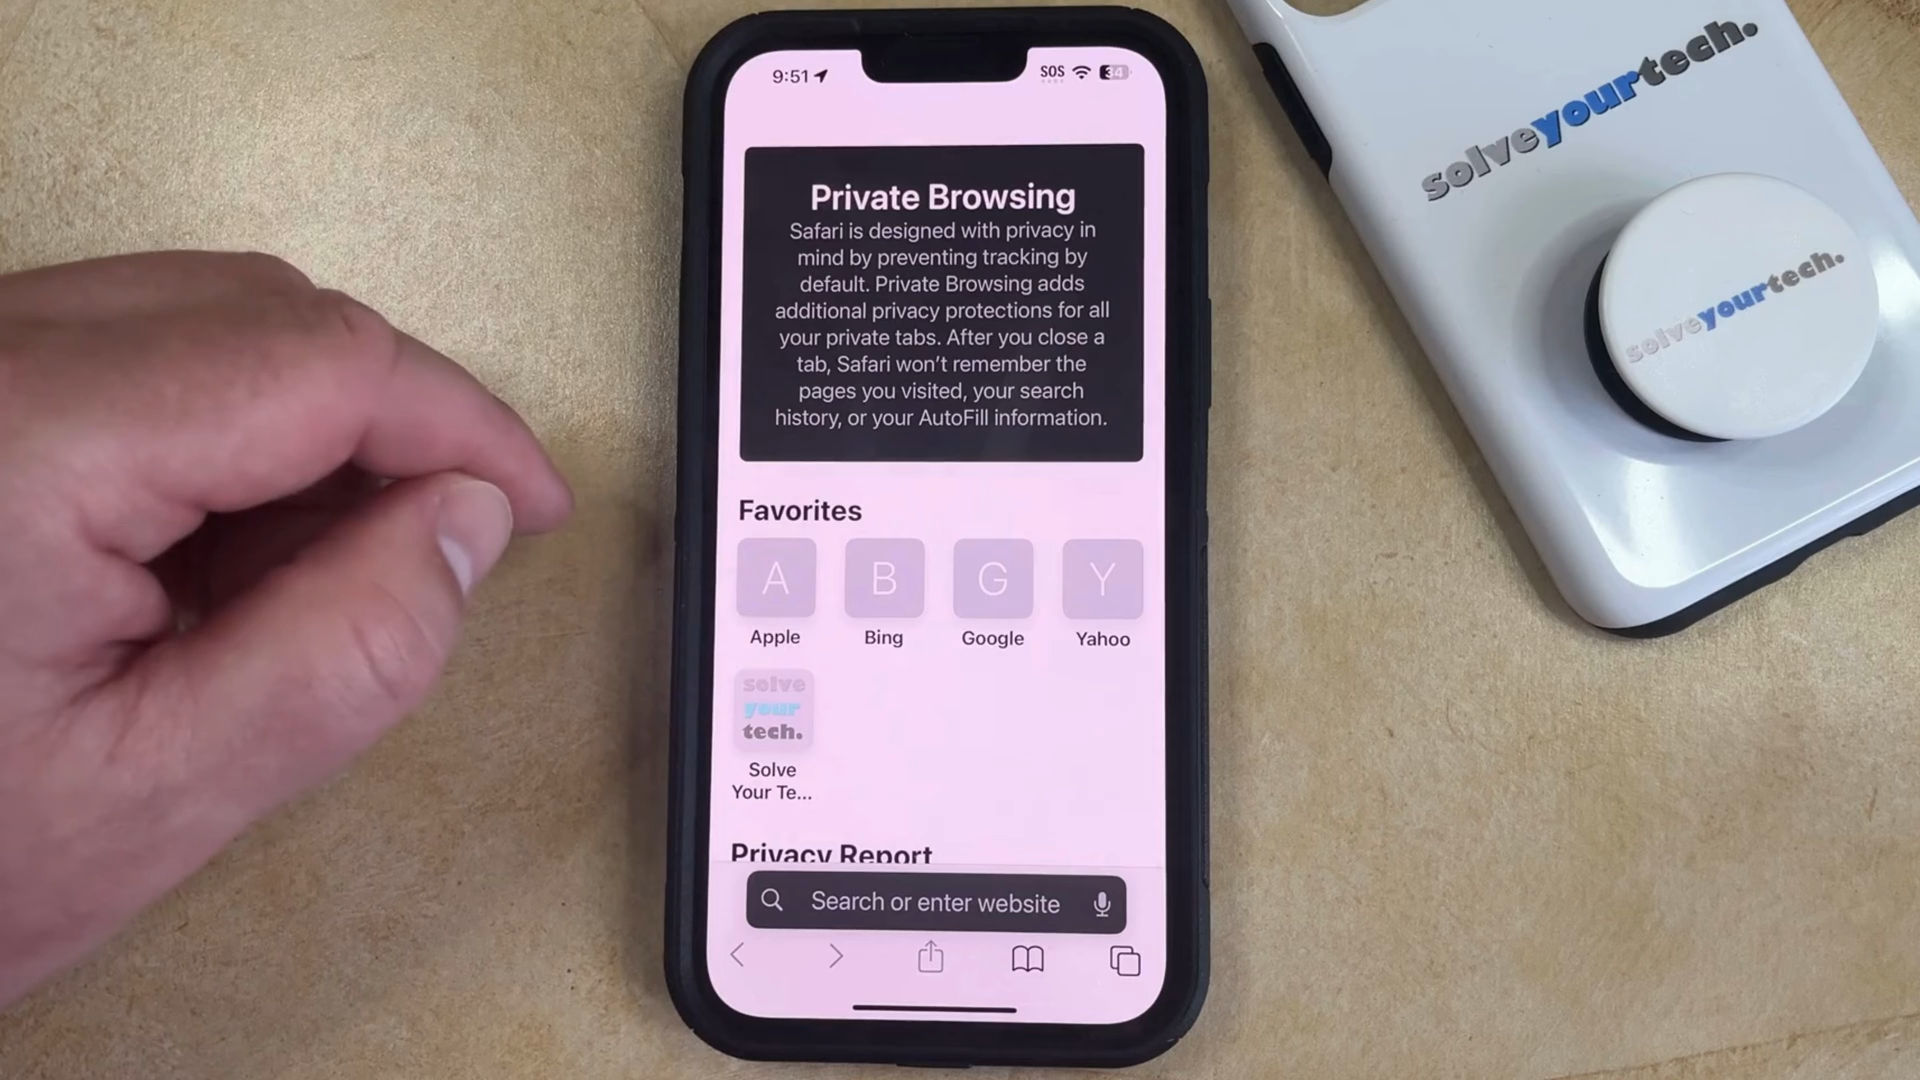 9:51
SOS
34
Private Browsing
Safari is designed with privacy in
mind by preventing tracking by
default. Private Browsing adds
additional privacy protections for all
your private tabs. After you close a
tab, Safari won’t remember the
pages you visited, your search
history, or your AutoFill information.
Favorites
A
B
G
Y
Apple
Bing
Google
Yahoo
solve
your
tech.
Solve
Your Te...
Privacy Report
Search or enter website
solveyourtech.
solveyourtech.